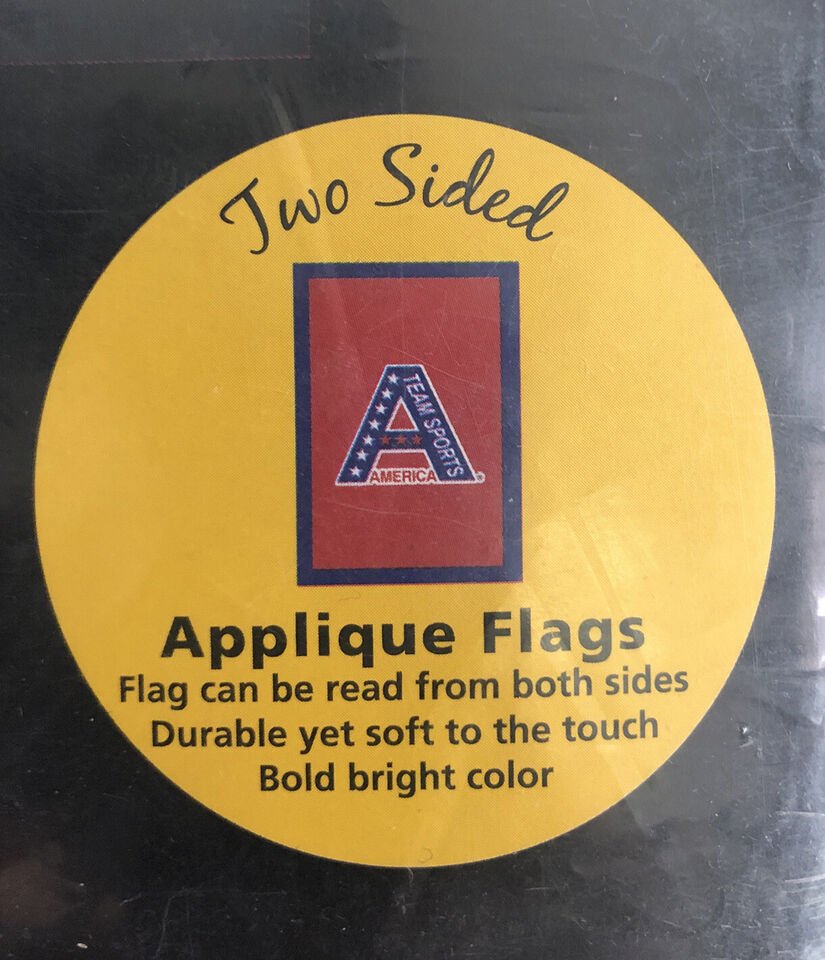 Two Sided
TEAM SPORTS
AMERICA
®
Applique Flags
Flag can be read from both sides
Durable yet soft to the touch
Bold bright color